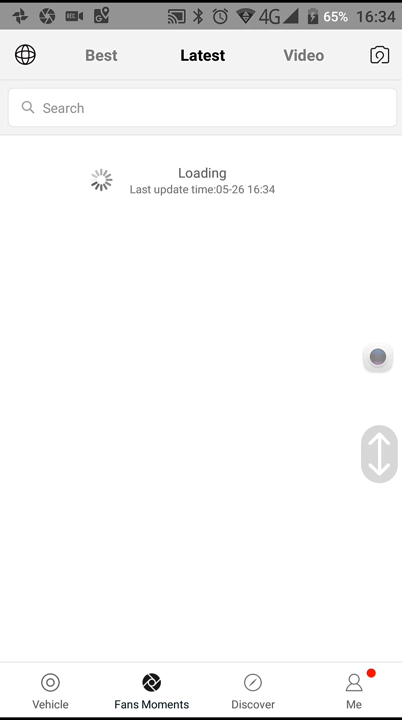 REC G 4G 65% 16:34
Best Latest Video
Search
Loading
Last update time:05-26 16:34
Vehicle Fans Moments Discover Me